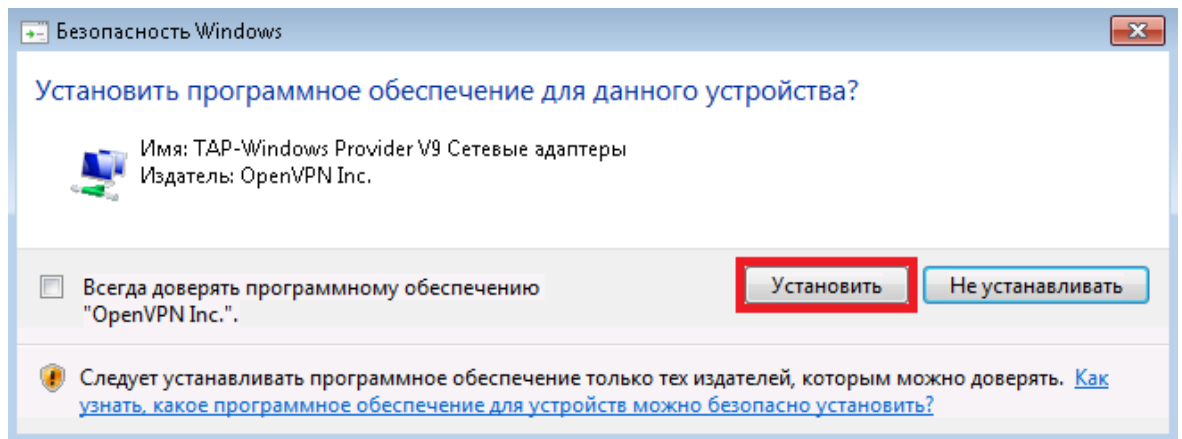 Безопасность Windows
Установить программное обеспечение для данного устройства?
Имя: TAP-Windows Provider V9 Сетевые адаптеры
Издатель: OpenVPN Inc.
Всегда доверять программному обеспечению
"OpenVPN Inc.".
Установить
Не устанавливать
Следует устанавливать программное обеспечение только тех издателей, которым можно доверять. Как
узнать, какое программное обеспечение для устройств можно безопасно установить?